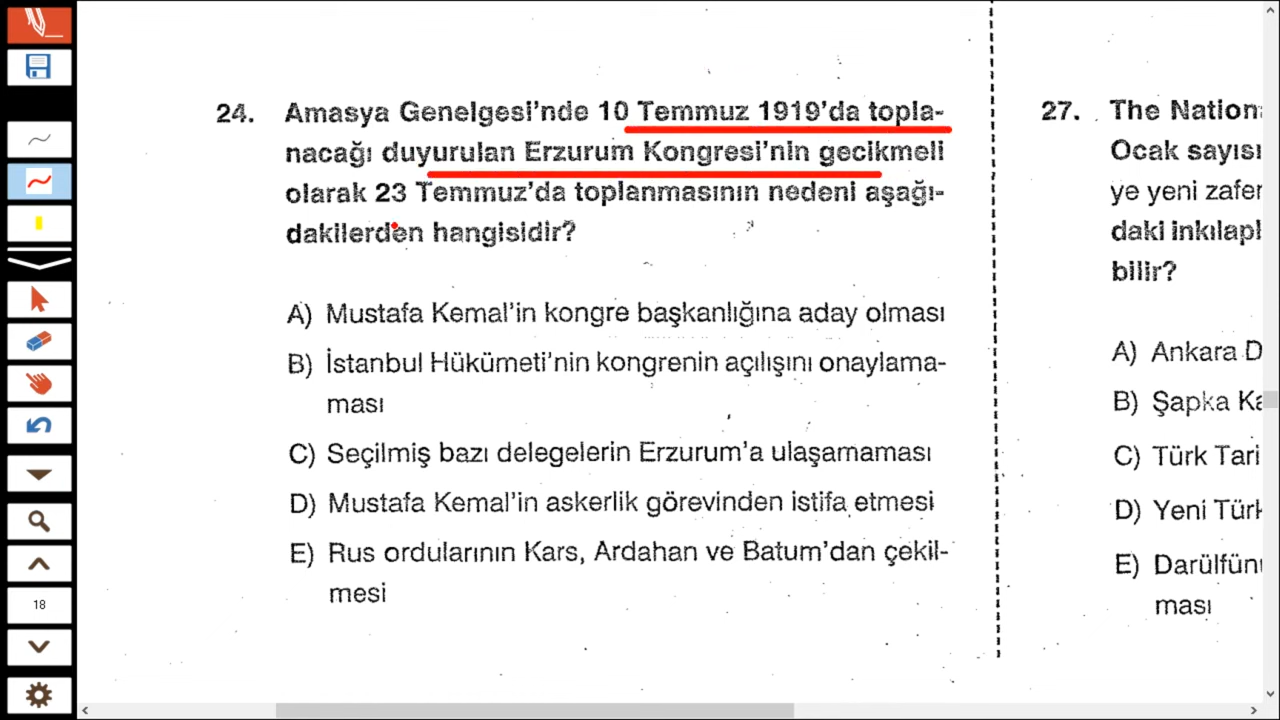 24. Amasya Genelgesi'nde 10 Temmuz 1919'da topla-
nacağı duyurulan Erzurum Kongresi'nin gecikmeli
olarak 23 Temmuz'da toplanmasının nedeni aşağı-
dakilerden hangisidir?
A) Mustafa Kemal'in kongre başkanlığına aday olması
B) İstanbul Hükümeti'nin kongrenin açılışını onaylama-
ması
C) Seçilmiş bazı delegelerin Erzurum'a ulaşamaması
D) Mustafa Kemal'in askerlik görevinden istifa etmesi
E) Rus ordularının Kars, Ardahan ve Batum'dan çekil-
mesi
27. The Nation
Ocak sayısı
ye yeni zafer
daki inkılapl
bilir?
A) Ankara D
B) Şapka Ka
C) Türk Tari
D) Yeni Türk
E) Darülfün
ması
18